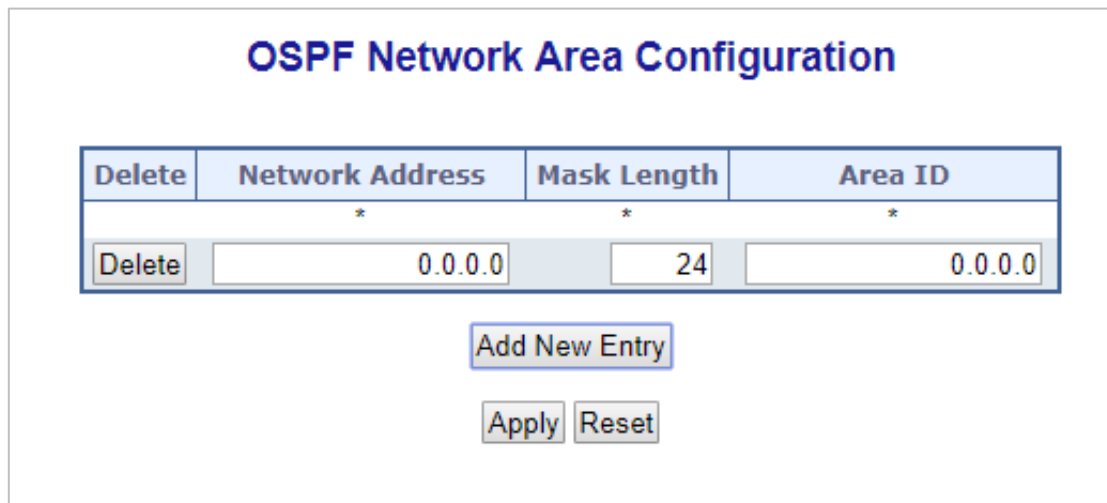 OSPF Network Area Configuration
Delete Network Address Mask Length Area ID
* * *
Delete 0.0.0.0 24 0.0.0.0
Add New Entry
Apply Reset